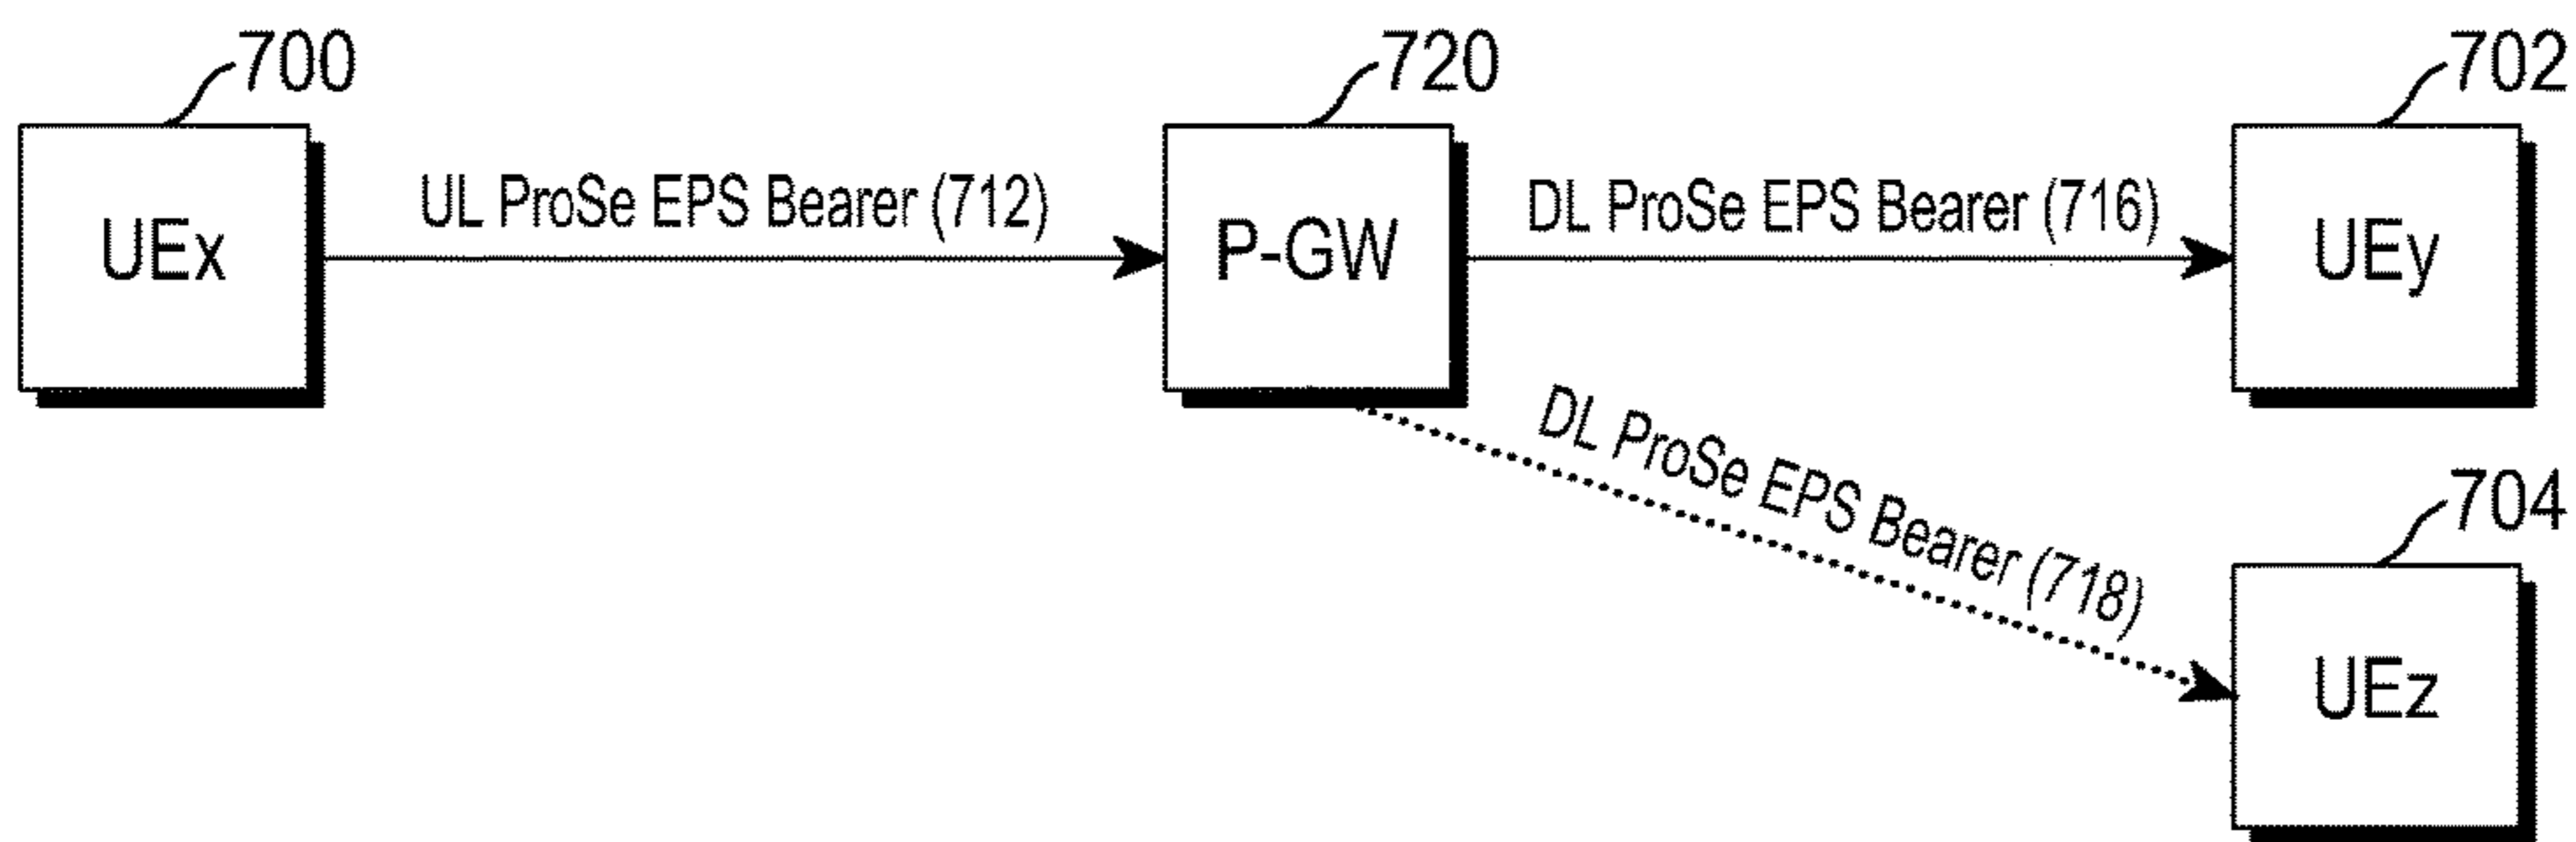 700
720
702
UEx
UL ProSe EPS Bearer (712)
P-GW
DL ProSe EPS Bearer (716)
UEy
DL ProSe EPS Bearer (718)
704
UEz